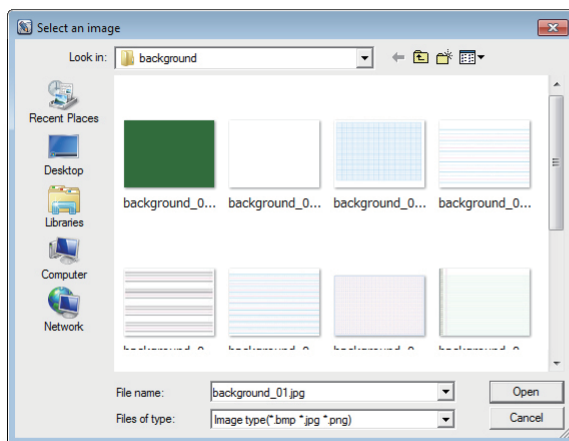 Select an image
Look in: background
Recent Places
Desktop
Libraries
Computer
Network
background_0... background_0... background_0... background_0...
File name: background_01.jpg Open
Files of type: Image type(*.bmp *.jpg *.png) Cancel